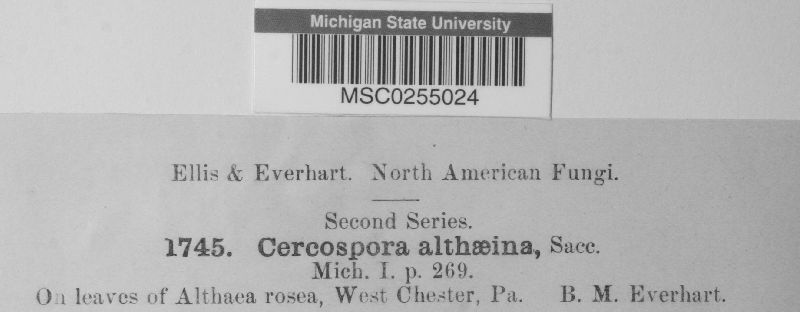 Michigan State University
MSC0255024
Ellis & Everhart. North American Fungi.
Second Series.
1745. Cercospora althæina, Sacc.
Mich. I. p. 269.
On leaves of Althaea rosea, West Chester, Pa. B. M. Everhart.